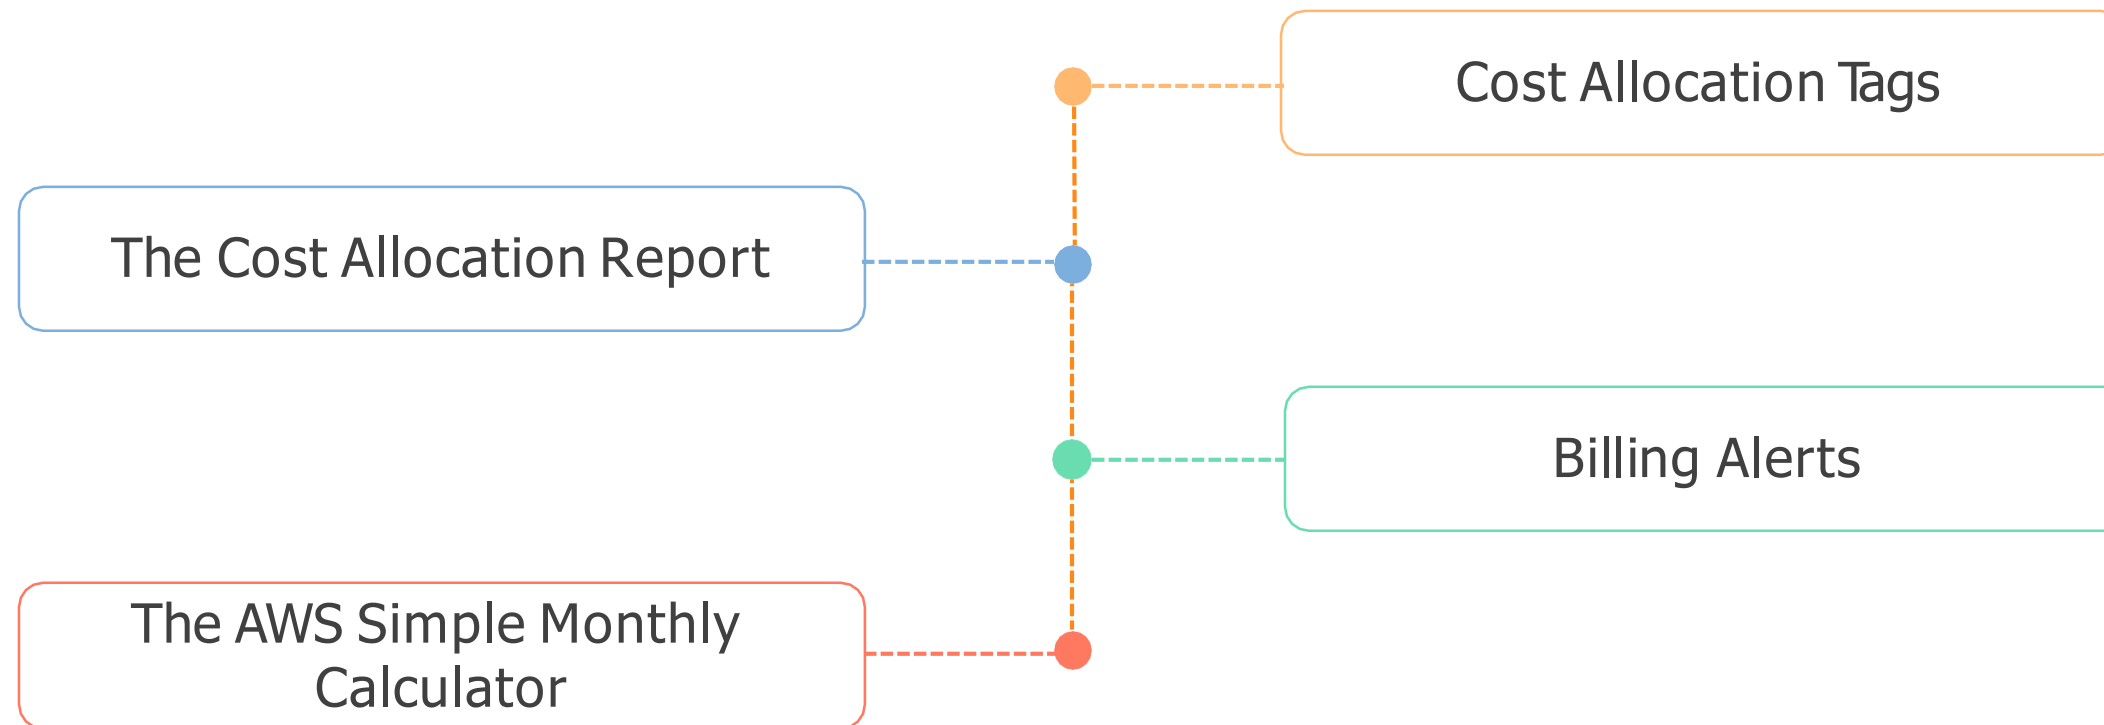 Cost Allocation Tags
The Cost Allocation Report
Billing Alerts
The AWS Simple Monthly
Calculator